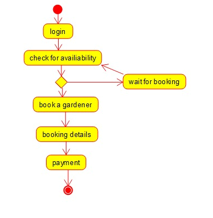 login
check for availiability
wait for booking
book a gardener
booking details
payment